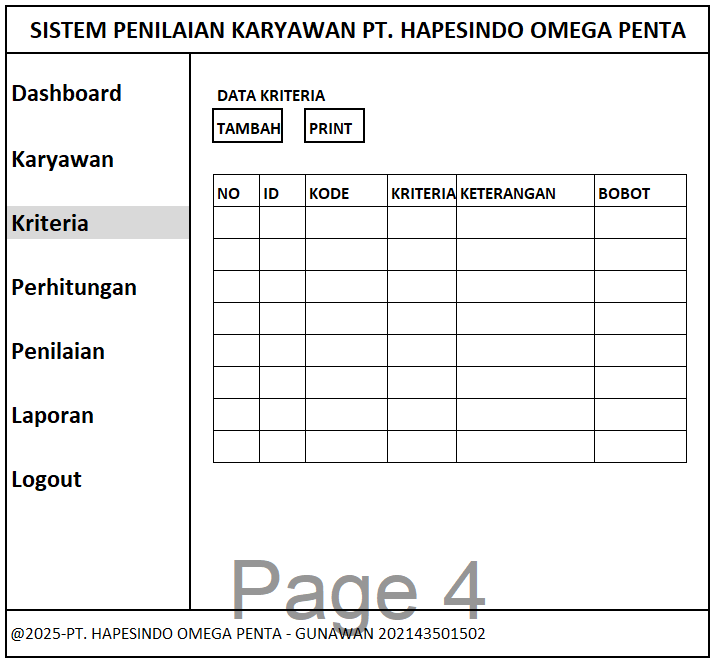 SISTEM PENILAIAN KARYAWAN PT. HAPESINDO OMEGA PENTA
Dashboard
Karyawan
Kriteria
Perhitungan
Penilaian
Laporan
Logout
DATA KRITERIA
TAMBAH PRINT
NO ID KODE KRITERIA KETERANGAN BOBOT
Page 4
@2025-PT. HAPESINDO OMEGA PENTA - GUNAWAN 202143501502